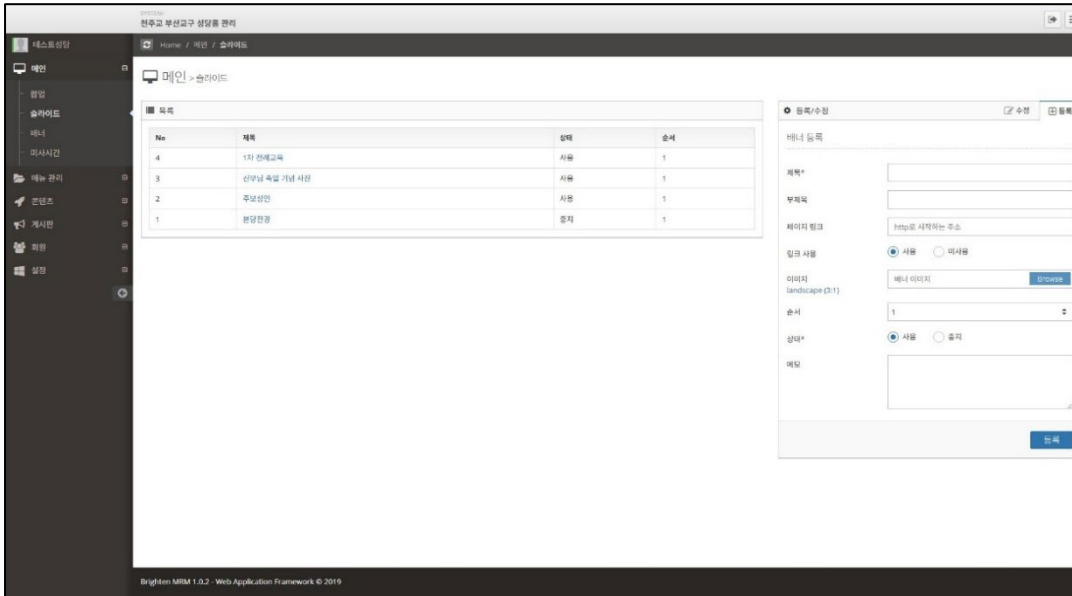 SYSTEM
천주교 부산교구 성당홈 관리
테스트성당
Home / 메인 / 슬라이드
메인
팝업
슬라이드
배너
미사시간
메뉴 관리
콘텐츠
게시판
회원
설정
메인 > 슬라이드
목록
No 제목 상태 순서
4 1차 전례교육 사용 1
3 신부님 축일 기념 사진 사용 1
2 주보성인 사용 1
1 본당전경 중지 1
등록/수정 수정 등록
배너 등록
제목*
부제목
페이지 링크 http로 시작하는 주소
링크 사용 사용 미사용
이미지 배너 이미지 Browse
landscape (3:1)
순서 1
상태* 사용 중지
메모
등록
Brighten MRM 1.0.2 - Web Application Framework © 2019